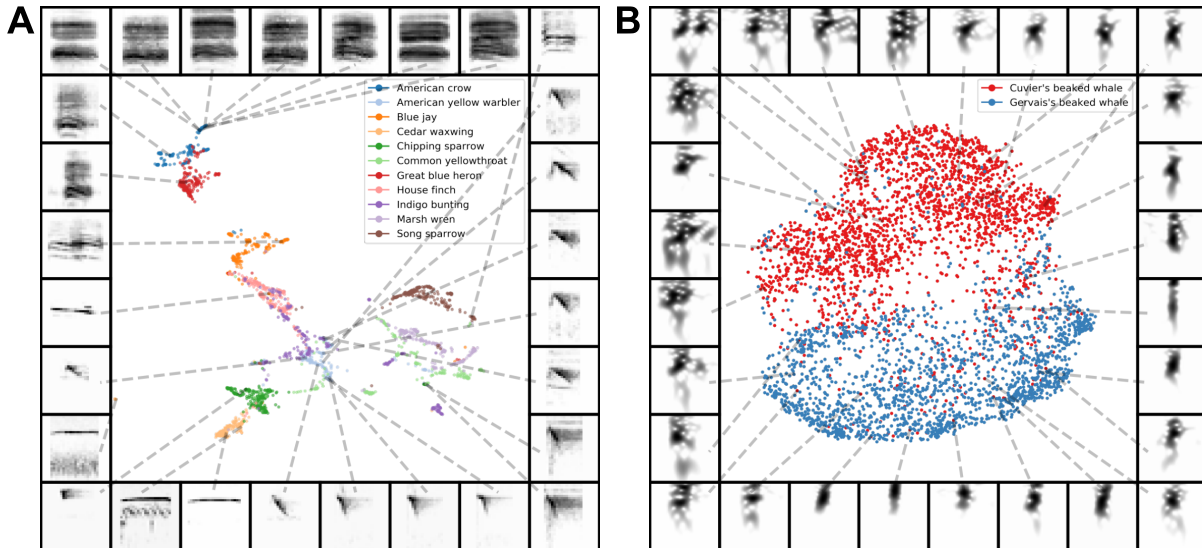 A
American crow
American yellow warbler
Blue jay
Cedar waxwing
Chipping sparrow
Common yellowthroat
Great blue heron
House finch
Indigo bunting
Marsh wren
Song sparrow
B
Cuvier's beaked whale
Gervais's beaked whale